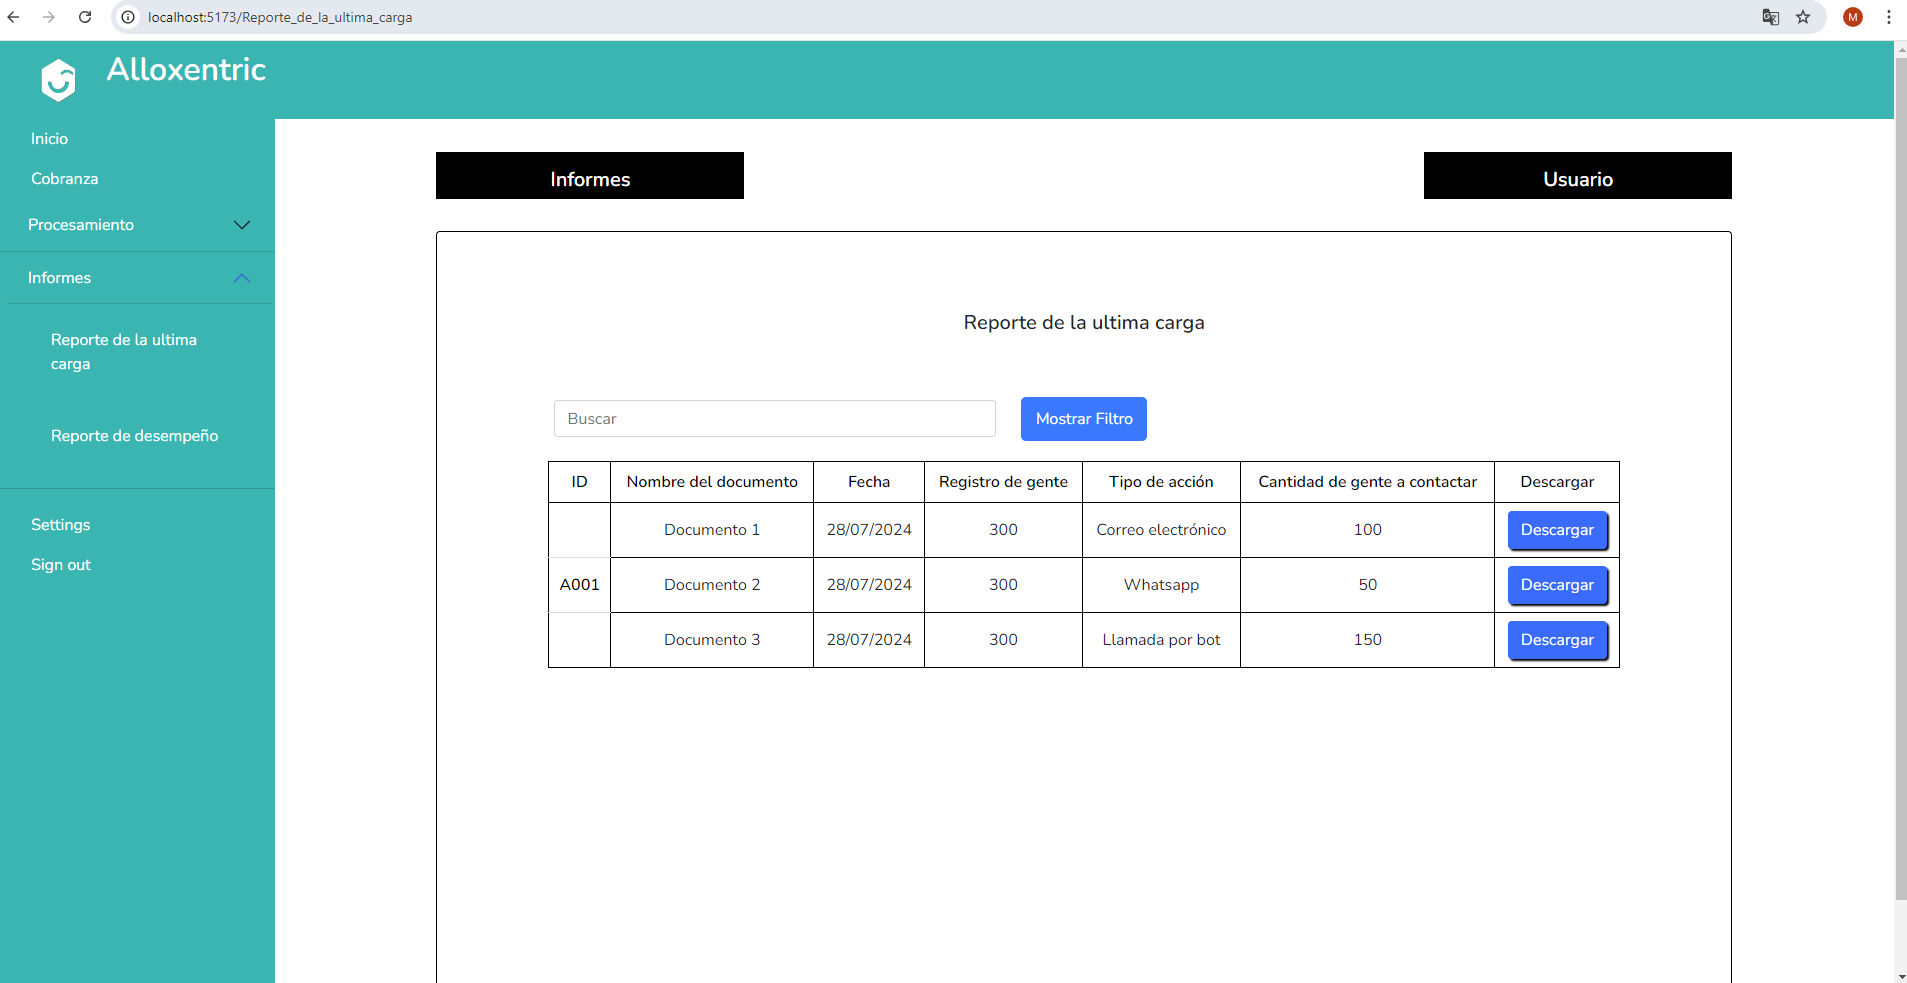 localhost:5173/Reporte_de_la_ultima_carga
M
Alloxentric
Inicio
Cobranza
Procesamiento
Informes
Reporte de la ultima
carga
Reporte de desempeño
Settings
Sign out
Informes
Usuario
Reporte de la ultima carga
Buscar
Mostrar Filtro
ID Nombre del documento Fecha Registro de gente Tipo de acción Cantidad de gente a contactar Descargar
Documento 1 28/07/2024 300 Correo electrónico 100 Descargar
A001 Documento 2 28/07/2024 300 Whatsapp 50 Descargar
Documento 3 28/07/2024 300 Llamada por bot 150 Descargar